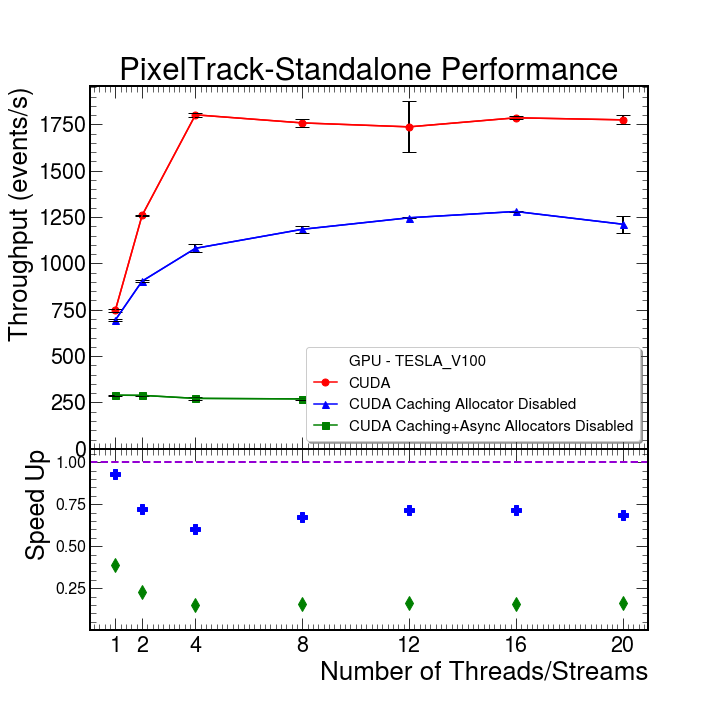 PixelTrack-Standalone Performance
Throughput (events/s)
1750
1500
1250
1000
750
500
250
0
GPU - TESLA_V100
CUDA
CUDA Caching Allocator Disabled
CUDA Caching+Async Allocators Disabled
Speed Up
1.00
0.75
0.50
0.25
1 2 4 8 12 16 20
Number of Threads/Streams